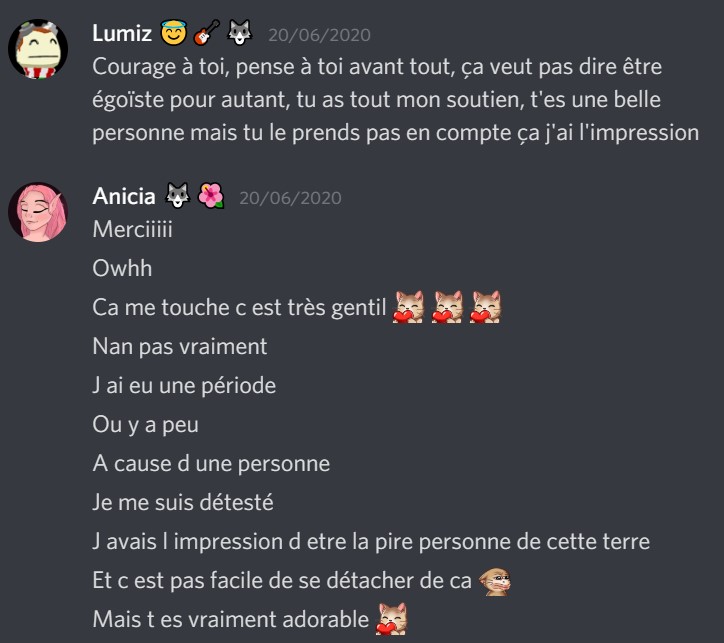 Lumiz 😇 🎸 🐺 20/06/2020
Courage à toi, pense à toi avant tout, ça veut pas dire être
égoïste pour autant, tu as tout mon soutien, t'es une belle
personne mais tu le prends pas en compte ça j'ai l'impression
Anicia 🐺 🌺 20/06/2020
Merciiiii
Owhh
Ca me touche c est très gentil
Nan pas vraiment
J ai eu une période
Ou y a peu
A cause d une personne
Je me suis détesté
J avais l impression d etre la pire personne de cette terre
Et c est pas facile de se détacher de ca
Mais t es vraiment adorable